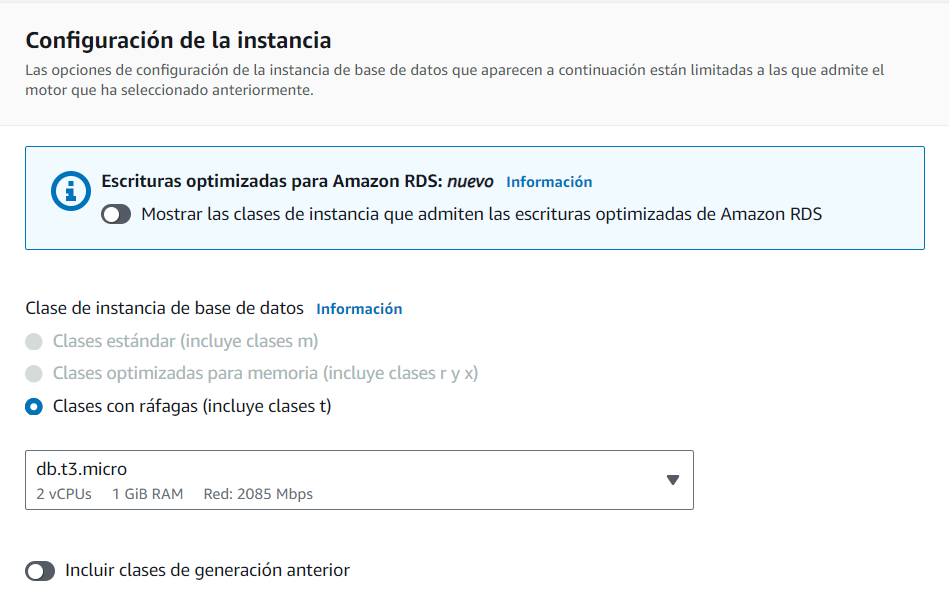 Configuración de la instancia
Las opciones de configuración de la instancia de base de datos que aparecen a continuación están limitadas a las que admite el
motor que ha seleccionado anteriormente.
Escrituras optimizadas para Amazon RDS: nuevo Información
Mostrar las clases de instancia que admiten las escrituras optimizadas de Amazon RDS
Clase de instancia de base de datos Información
Clases estándar (incluye clases m)
Clases optimizadas para memoria (incluye clases r y x)
Clases con ráfagas (incluye clases t)
db.t3.micro
2 vCPUs 1 GiB RAM Red: 2085 Mbps
Incluir clases de generación anterior